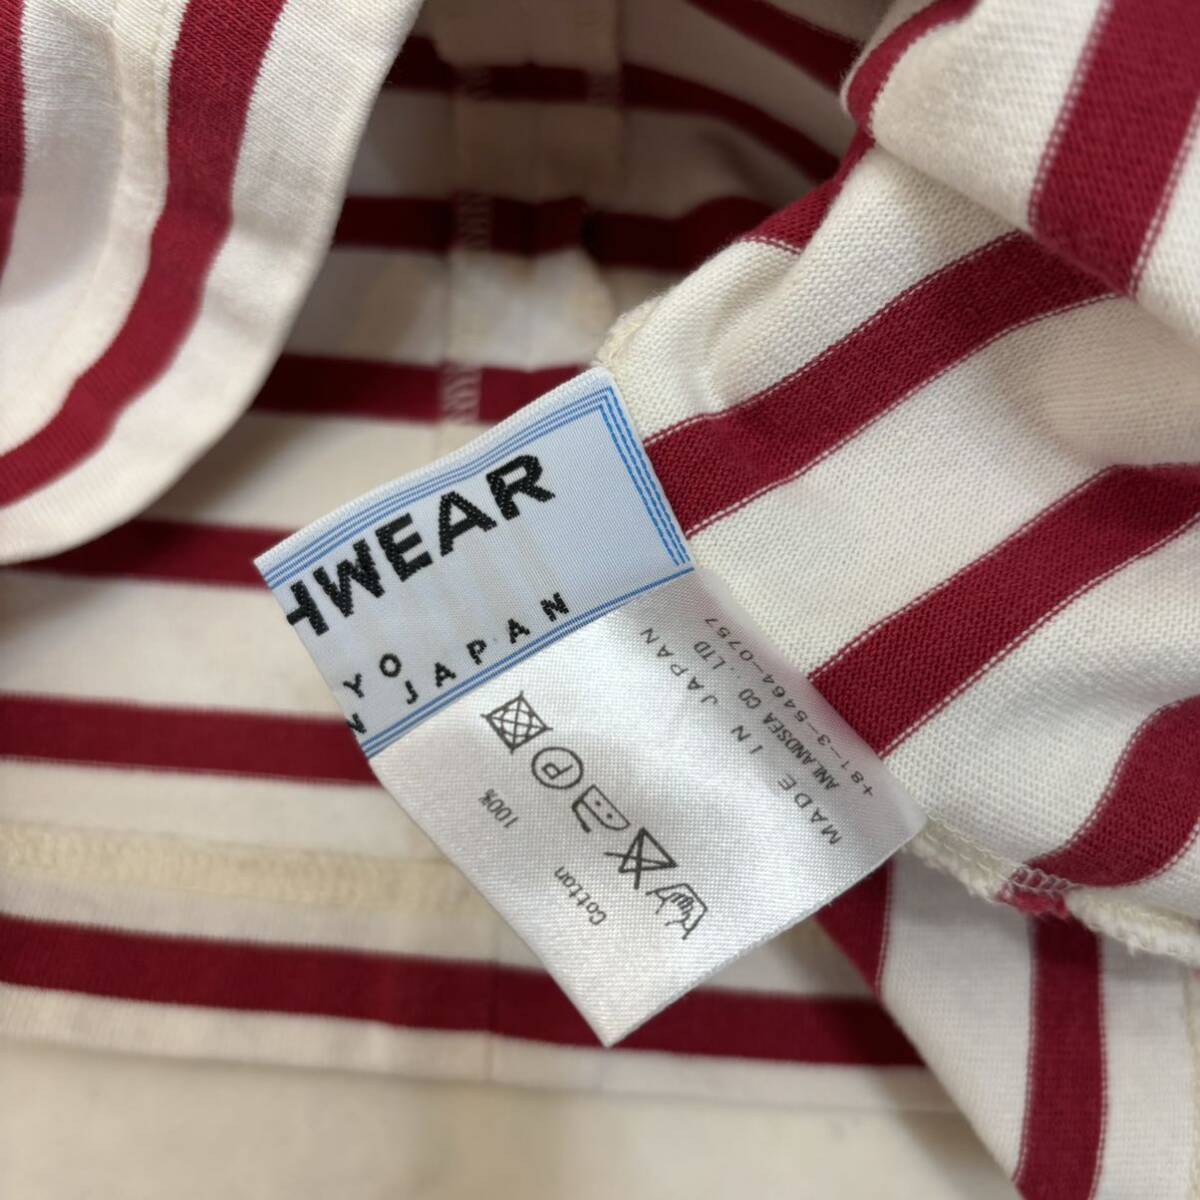 HWEAR
YO
N JAPAN
100%
Cotton
MADE IN JAPAN
ANLANDSEA CO.,LTD
+81-3-5464-0757